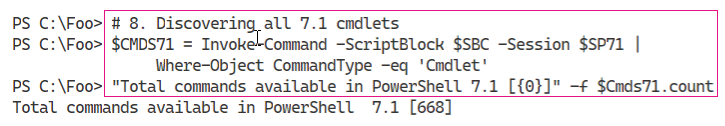 PS C:\Foo> # 8. Discovering all 7.1 cmdlets
PS C:\Foo> $CMDS71 = Invoke-Command -ScriptBlock $SBC -Session $SP71 |
Where-Object CommandType -eq 'Cmdlet'
PS C:\Foo> "Total commands available in PowerShell 7.1 [{0}]" -f $Cmds71.count
Total commands available in PowerShell  7.1 [668]